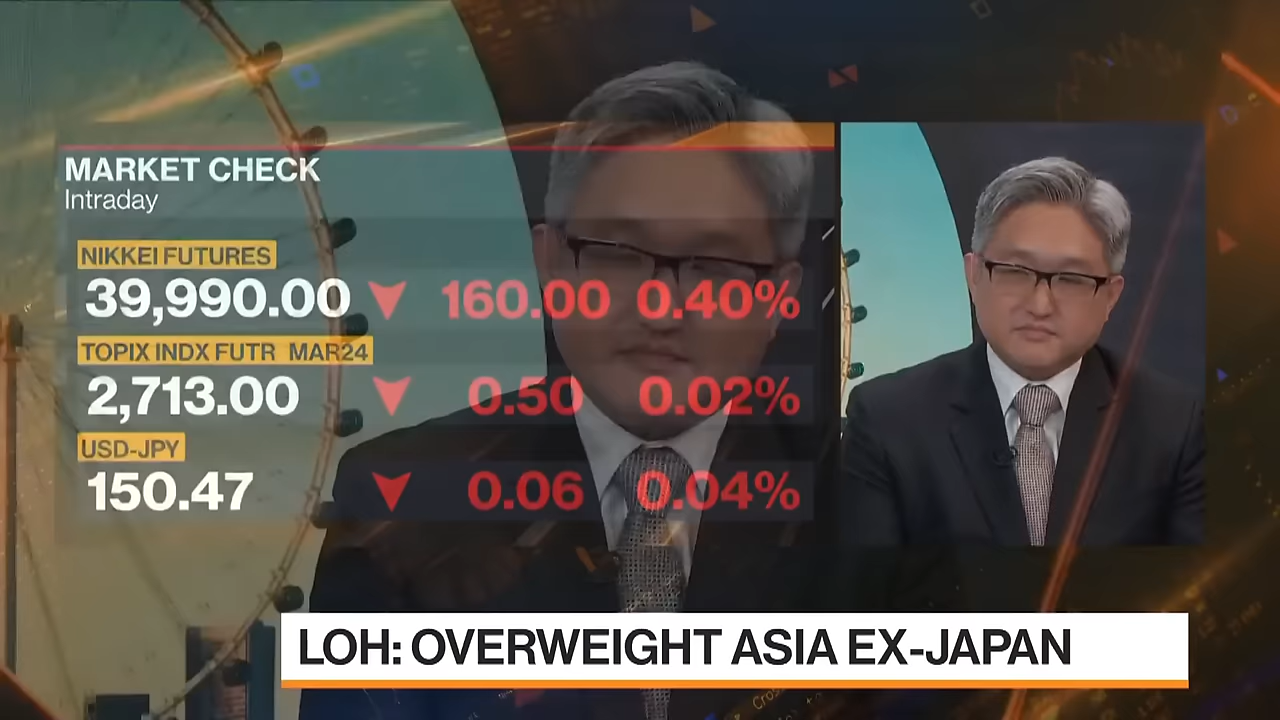 MARKET CHECK
Intraday
NIKKEI FUTURES
39,990.00 ▼ 160.00 0.40%
TOPIX INDX FUTR MAR24
2,713.00 ▼ 0.50 0.02%
USD-JPY
150.47 ▼ 0.06 0.04%
LOH: OVERWEIGHT ASIA EX-JAPAN